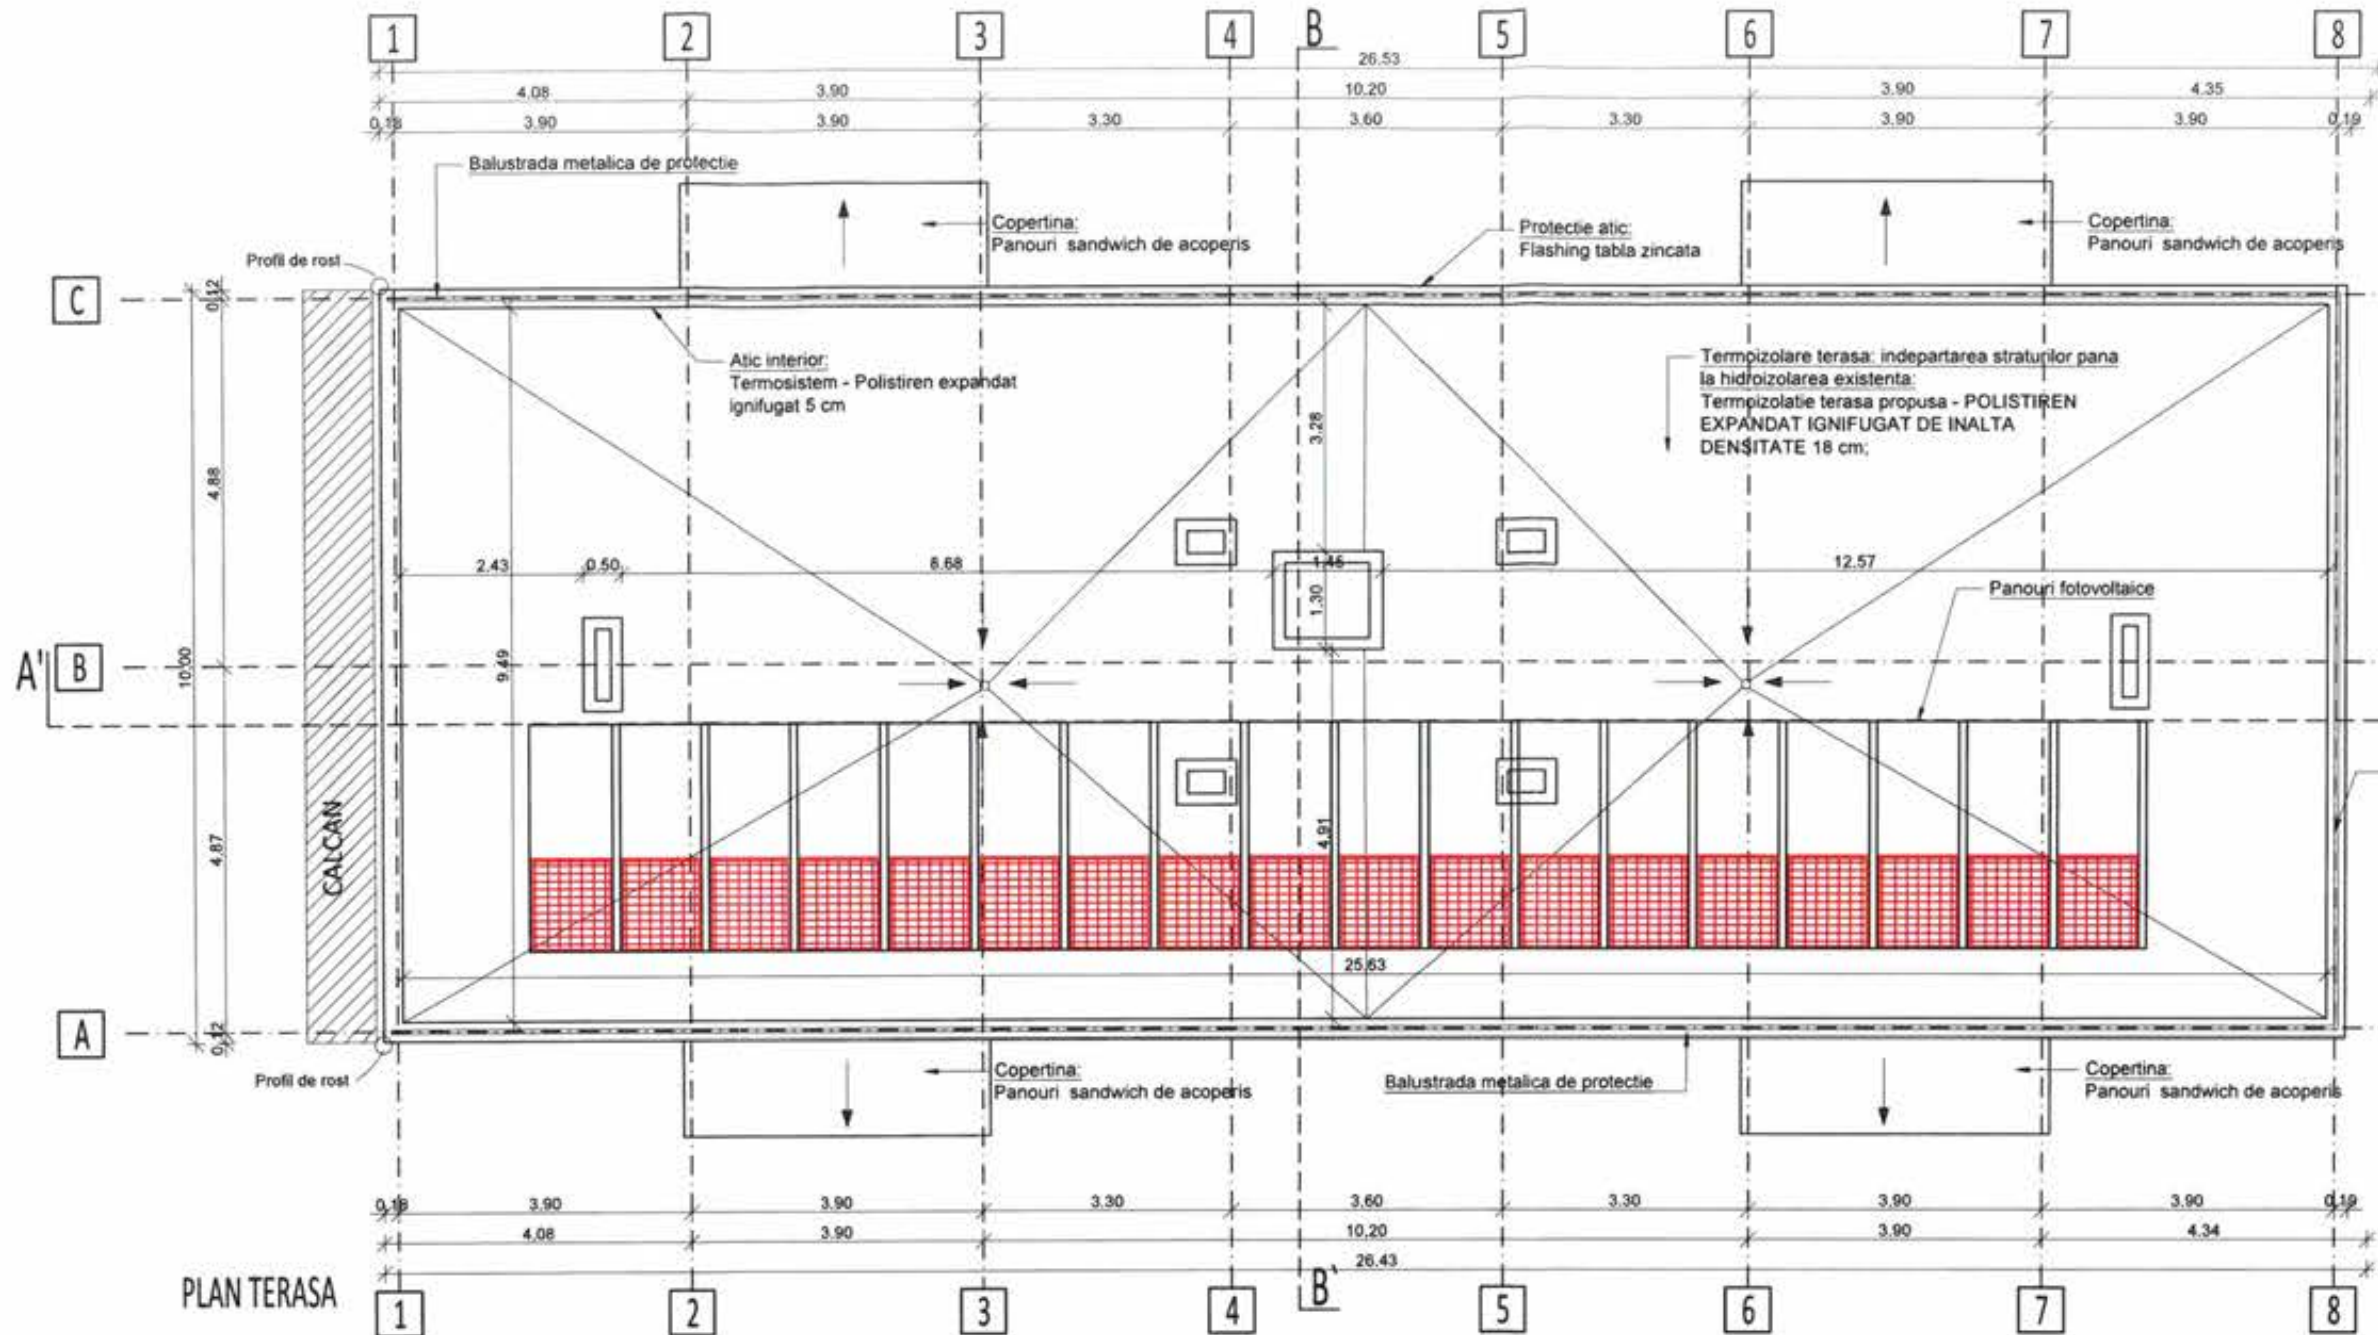 1 2 3 4 B 5 6 7 8
26.53
4.08 3.90 10.20 3.90 4.35
0.18 3.90 3.90 3.30 3.60 3.30 3.90 3.90 0.19
Balustrada metalica de protectie
Copertina:
Panouri sandwich de acoperis
Protectie atic:
Flashing tabla zincata
Copertina:
Panouri sandwich de acoperis
Profil de rost
C
0.12
Atic interior:
Termosistem - Polistiren expandat
ignifugat 5 cm
Termoizolare terasa: indepartarea straturilor pana
la hidroizolarea existenta:
Termoizolatie terasa propusa - POLISTIREN
EXPANDAT IGNIFUGAT DE INALTA
DENSITATE 18 cm;
3.28
4.88
2.43 0.50 8.68 1.45 12.57
1.30
Panouri fotovoltaice
A' B
10.00
9.49
CALCAN
4.87
4.91
25.63
A
0.12
Profil de rost
Copertina:
Panouri sandwich de acoperis
Balustrada metalica de protectie
Copertina:
Panouri sandwich de acoperis
0.18 3.90 3.90 3.30 3.60 3.30 3.90 3.90 0.19
4.08 3.90 10.20 3.90 4.34
26.43
PLAN TERASA
1 2 3 4 B' 5 6 7 8